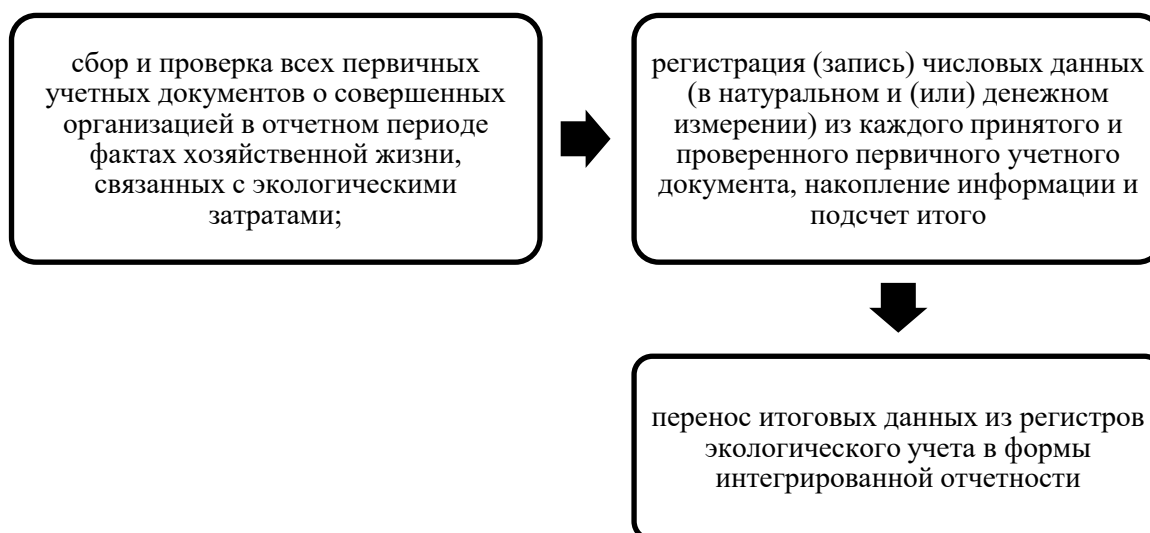 сбор и проверка всех первичных
учетных документов о совершенных
организацией в отчетном периоде
фактах хозяйственной жизни,
связанных с экологическими
затратами;
регистрация (запись) числовых данных
(в натуральном и (или) денежном
измерении) из каждого принятого и
проверенного первичного учетного
документа, накопление информации и
подсчет итого
перенос итоговых данных из регистров
экологического учета в формы
интегрированной отчетности